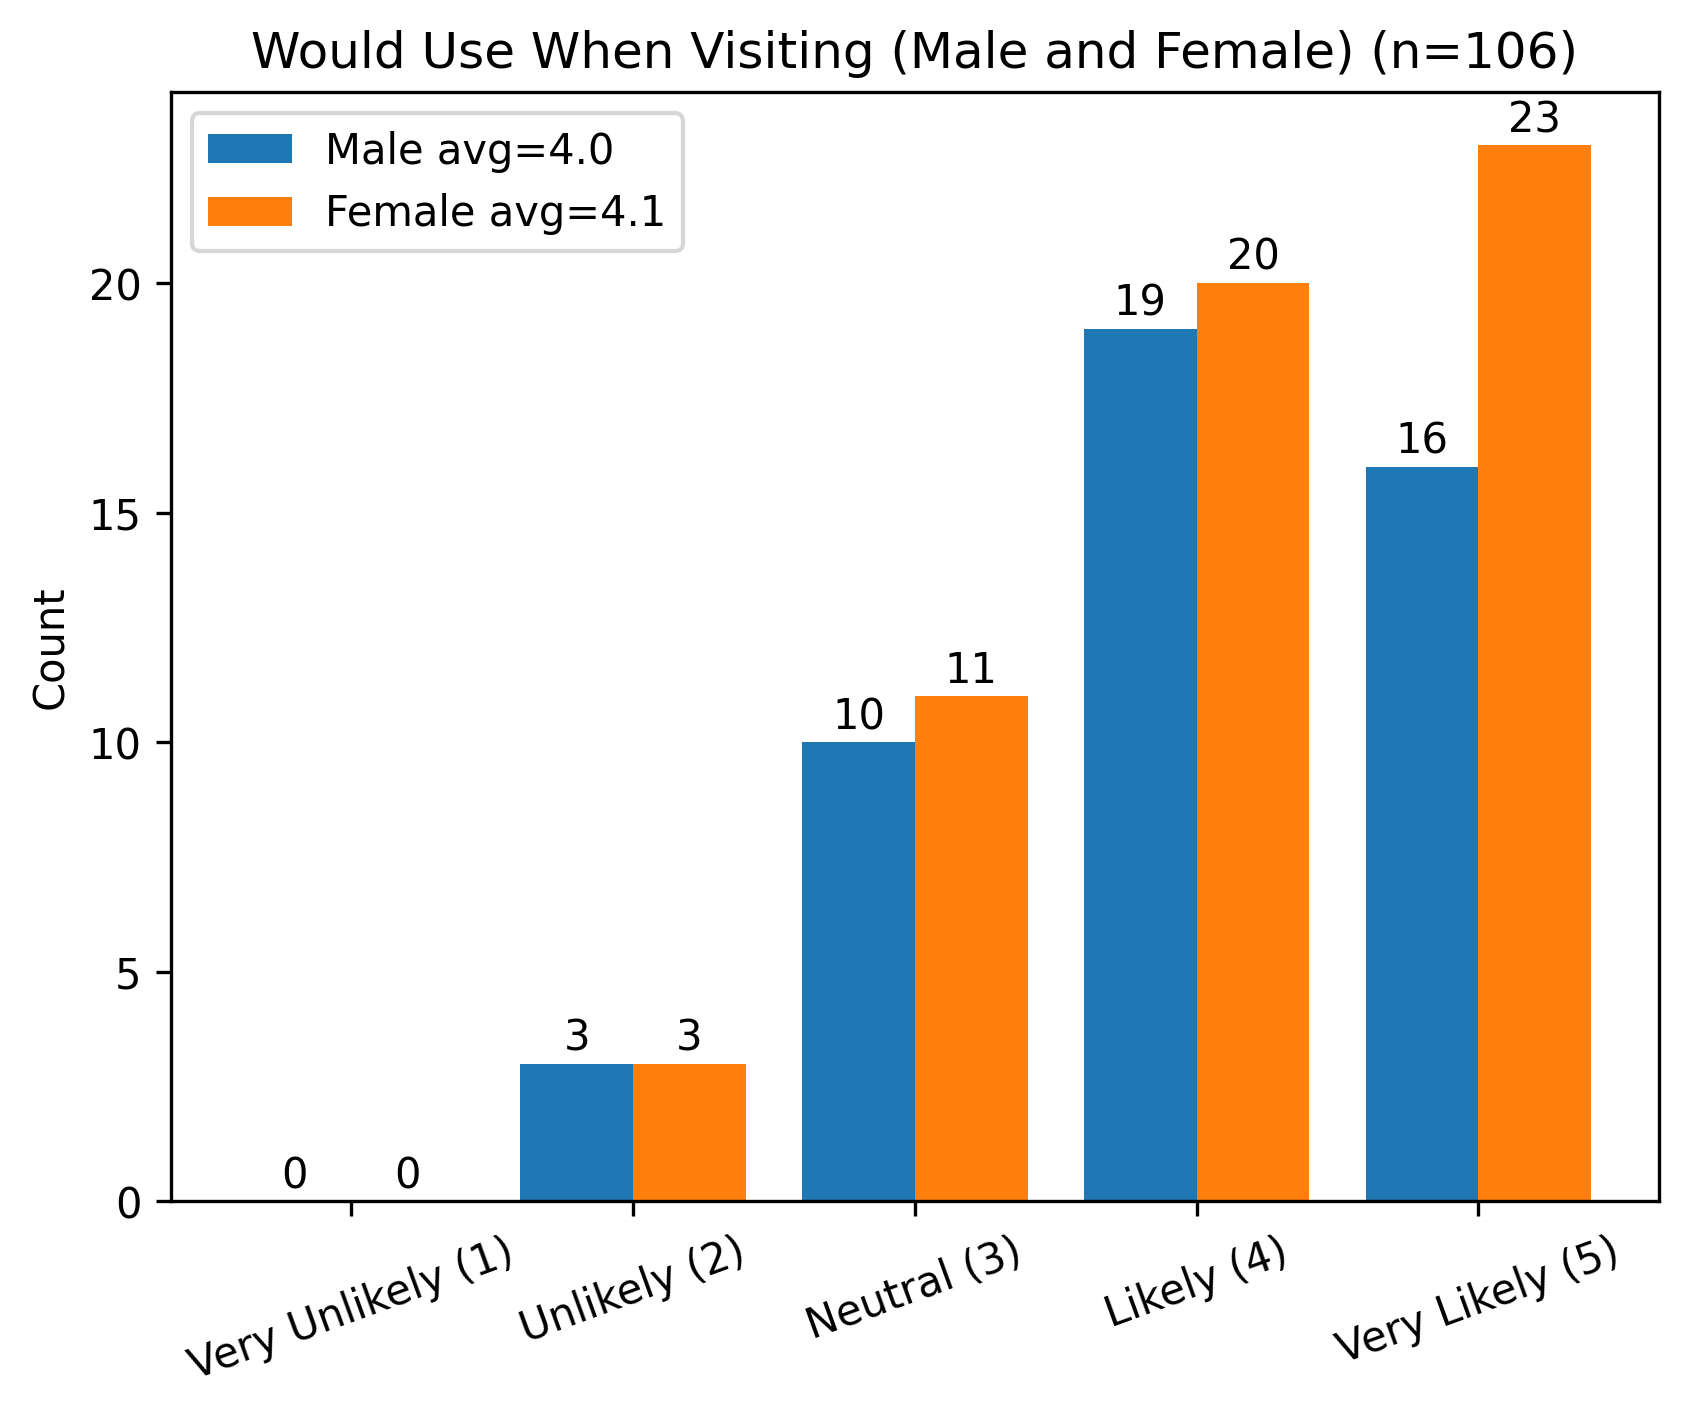 Would Use When Visiting (Male and Female) (n=106)
Male avg=4.0
Female avg=4.1
23
20
19
20
16
15
11
10
10
Count
5
3
3
0
0
0
Very Unlikely (1)
Unlikely (2)
Neutral (3)
Likely (4)
Very Likely (5)